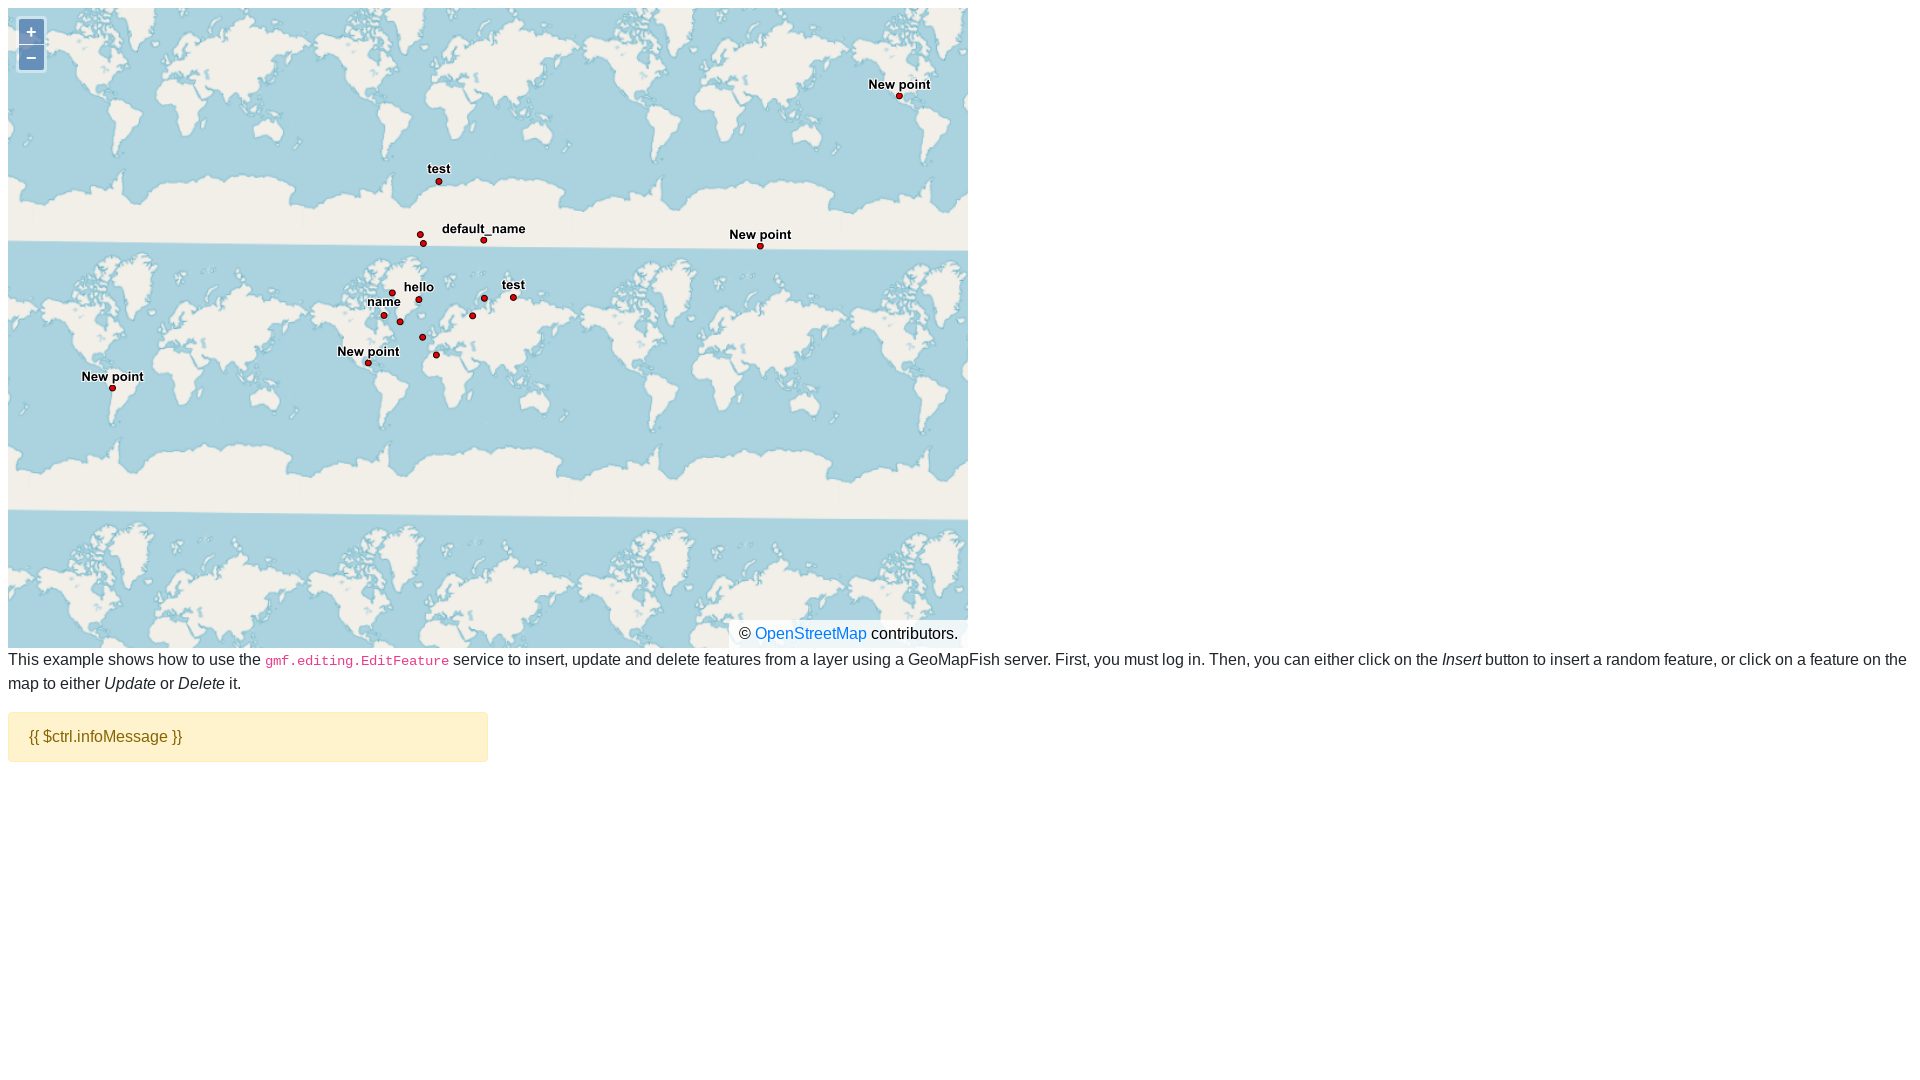 +
−
New point
test
default_name
New point
test
hello
name
New point
New point
© OpenStreetMap contributors.
This example shows how to use the gmf.editing.EditFeature service to insert, update and delete features from a layer using a GeoMapFish server. First, you must log in. Then, you can either click on the Insert button to insert a random feature, or click on a feature on the
map to either Update or Delete it.
{{ $ctrl.infoMessage }}